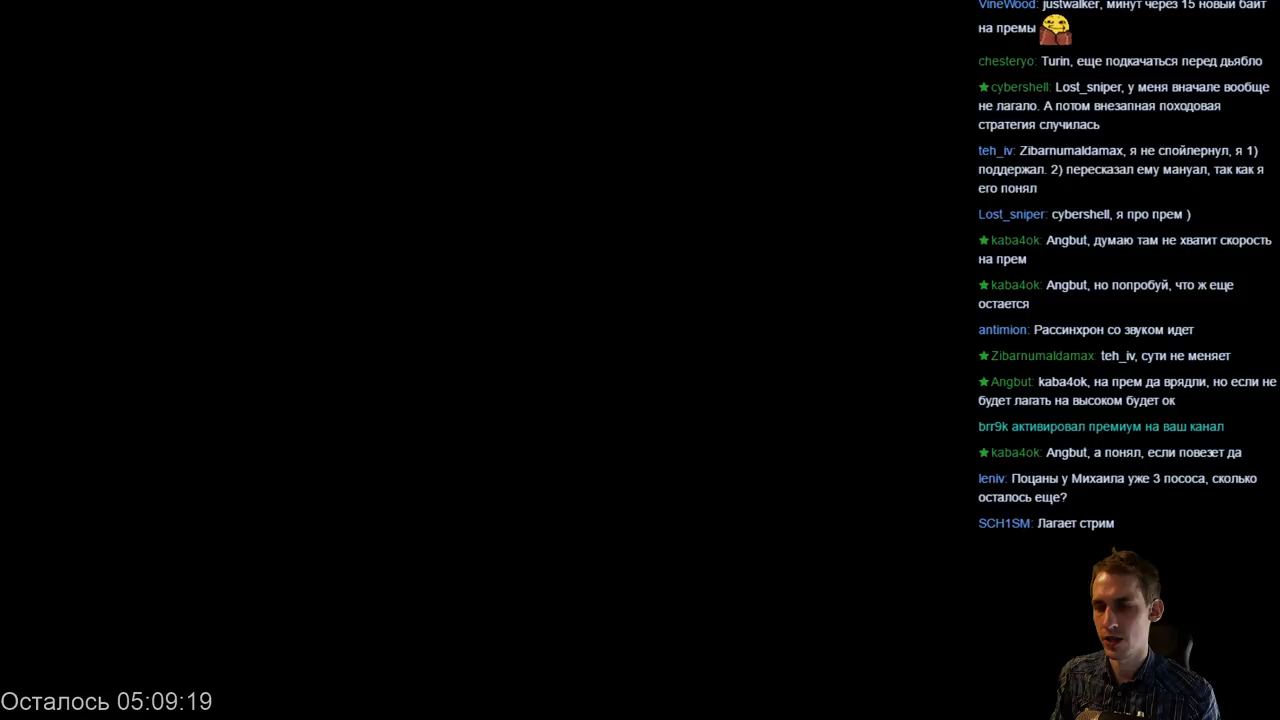 VineWood: justwalker, минут через 15 новый байт
на премы
chesteryo: Turin, еще подкачаться перед дьябло
cybershell: Lost_sniper, у меня вначале вообще
не лагало. А потом внезапная походовая
стратегия случилась
teh_iv: Zibarnumaldamax, я не спойлернул, я 1)
поддержал. 2) пересказал ему мануал, так как я
его понял
Lost_sniper: cybershell, я про прем )
kaba4ok: Angbut, думаю там не хватит скорость
на прем
kaba4ok: Angbut, но попробуй, что ж еще
остается
antimion: Рассинхрон со звуком идет
Zibarnumaldamax: teh_iv, сути не меняет
Angbut: kaba4ok, на прем да врядли, но если не
будет лагать на высоком будет ок
brr9k активировал премиум на ваш канал
kaba4ok: Angbut, а понял, если повезет да
leniv: Поцаны у Михаила уже 3 пососа, сколько
осталось еще?
SCH1SM: Лагает стрим
Осталось 05:09:19